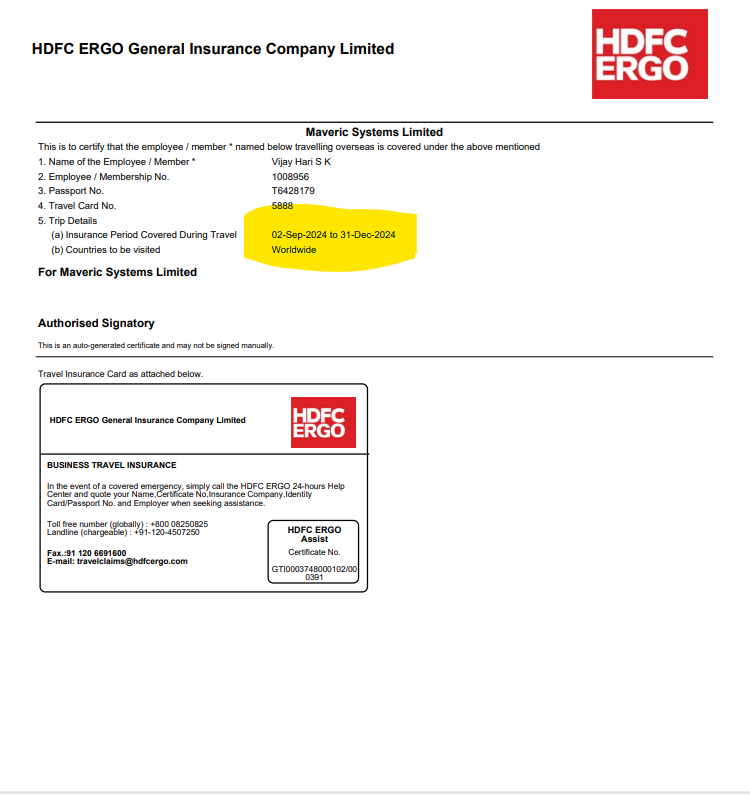 HDFC ERGO General Insurance Company Limited
HDFC
ERGO
Maveric Systems Limited
This is to certify that the employee / member * named below travelling overseas is covered under the above mentioned
1. Name of the Employee / Member * Vijay Hari S K
2. Employee / Membership No. 1008956
3. Passport No. T6428179
4. Travel Card No. 5888
5. Trip Details
(a) Insurance Period Covered During Travel 02-Sep-2024 to 31-Dec-2024
(b) Countries to be visited Worldwide
For Maveric Systems Limited
Authorised Signatory
This is an auto-generated certificate and may not be signed manually.
Travel Insurance Card as attached below.
HDFC ERGO General Insurance Company Limited
HDFC
ERGO
BUSINESS TRAVEL INSURANCE
In the event of a covered emergency, simply call the HDFC ERGO 24-hours Help
Center and quote your Name,Certificate No,Insurance Company,Identity
Card/Passport No. and Employer when seeking assistance.
Toll free number (globally) : +800 08250825
Landline (chargeable) : +91-120-4507250
Fax.:91 120 6691600
E-mail: travelclaims@hdfcergo.com
HDFC ERGO
Assist
Certificate No.
GTI0003748000102/00
0391